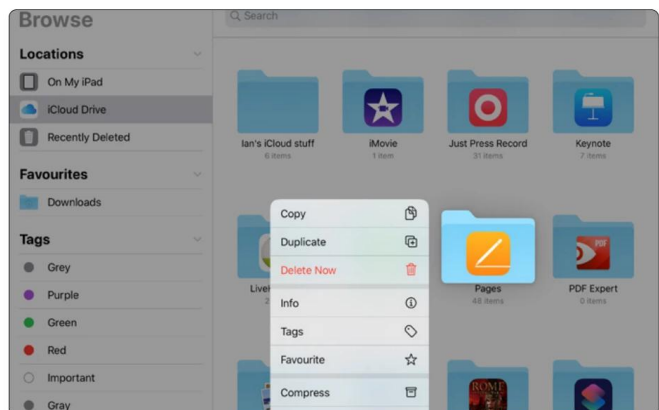 Browse
Search
Locations
On My iPad
iCloud Drive
Recently Deleted
Favourites
Downloads
Tags
Grey
Purple
Green
Red
Important
Gray
Ian's iCloud stuff
6 items
iMovie
1 item
Just Press Record
31 items
Keynote
7 items
Copy
Duplicate
Delete Now
Info
Tags
Favourite
Compress
Pages
48 items
PDF
PDF Expert
0 items
ROME